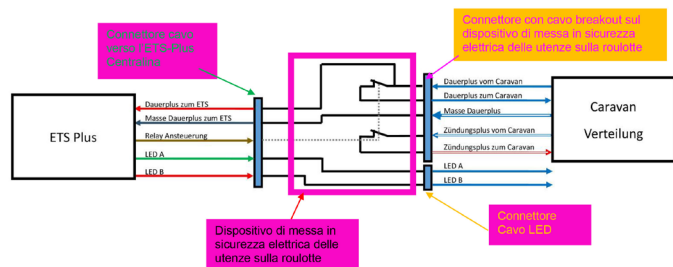 Connettore cavo
verso l'ETS-Plus
Centralina
Connettore con cavo breakout sul
dispositivo di messa in sicurezza
elettrica delle utenze sulla roulotte
ETS Plus
Dauerplus zum ETS
Masse Dauerplus zum ETS
Relay Ansteuerung
LED A
LED B
Dauerplus vom Caravan
Dauerplus zum Caravan
Masse Dauerplus
Zündungsplus vom Caravan
Zündungsplus zum Caravan
LED A
LED B
Caravan
Verteilung
Dispositivo di messa in
sicurezza elettrica delle
utenze sulla roulotte
Connettore
Cavo LED